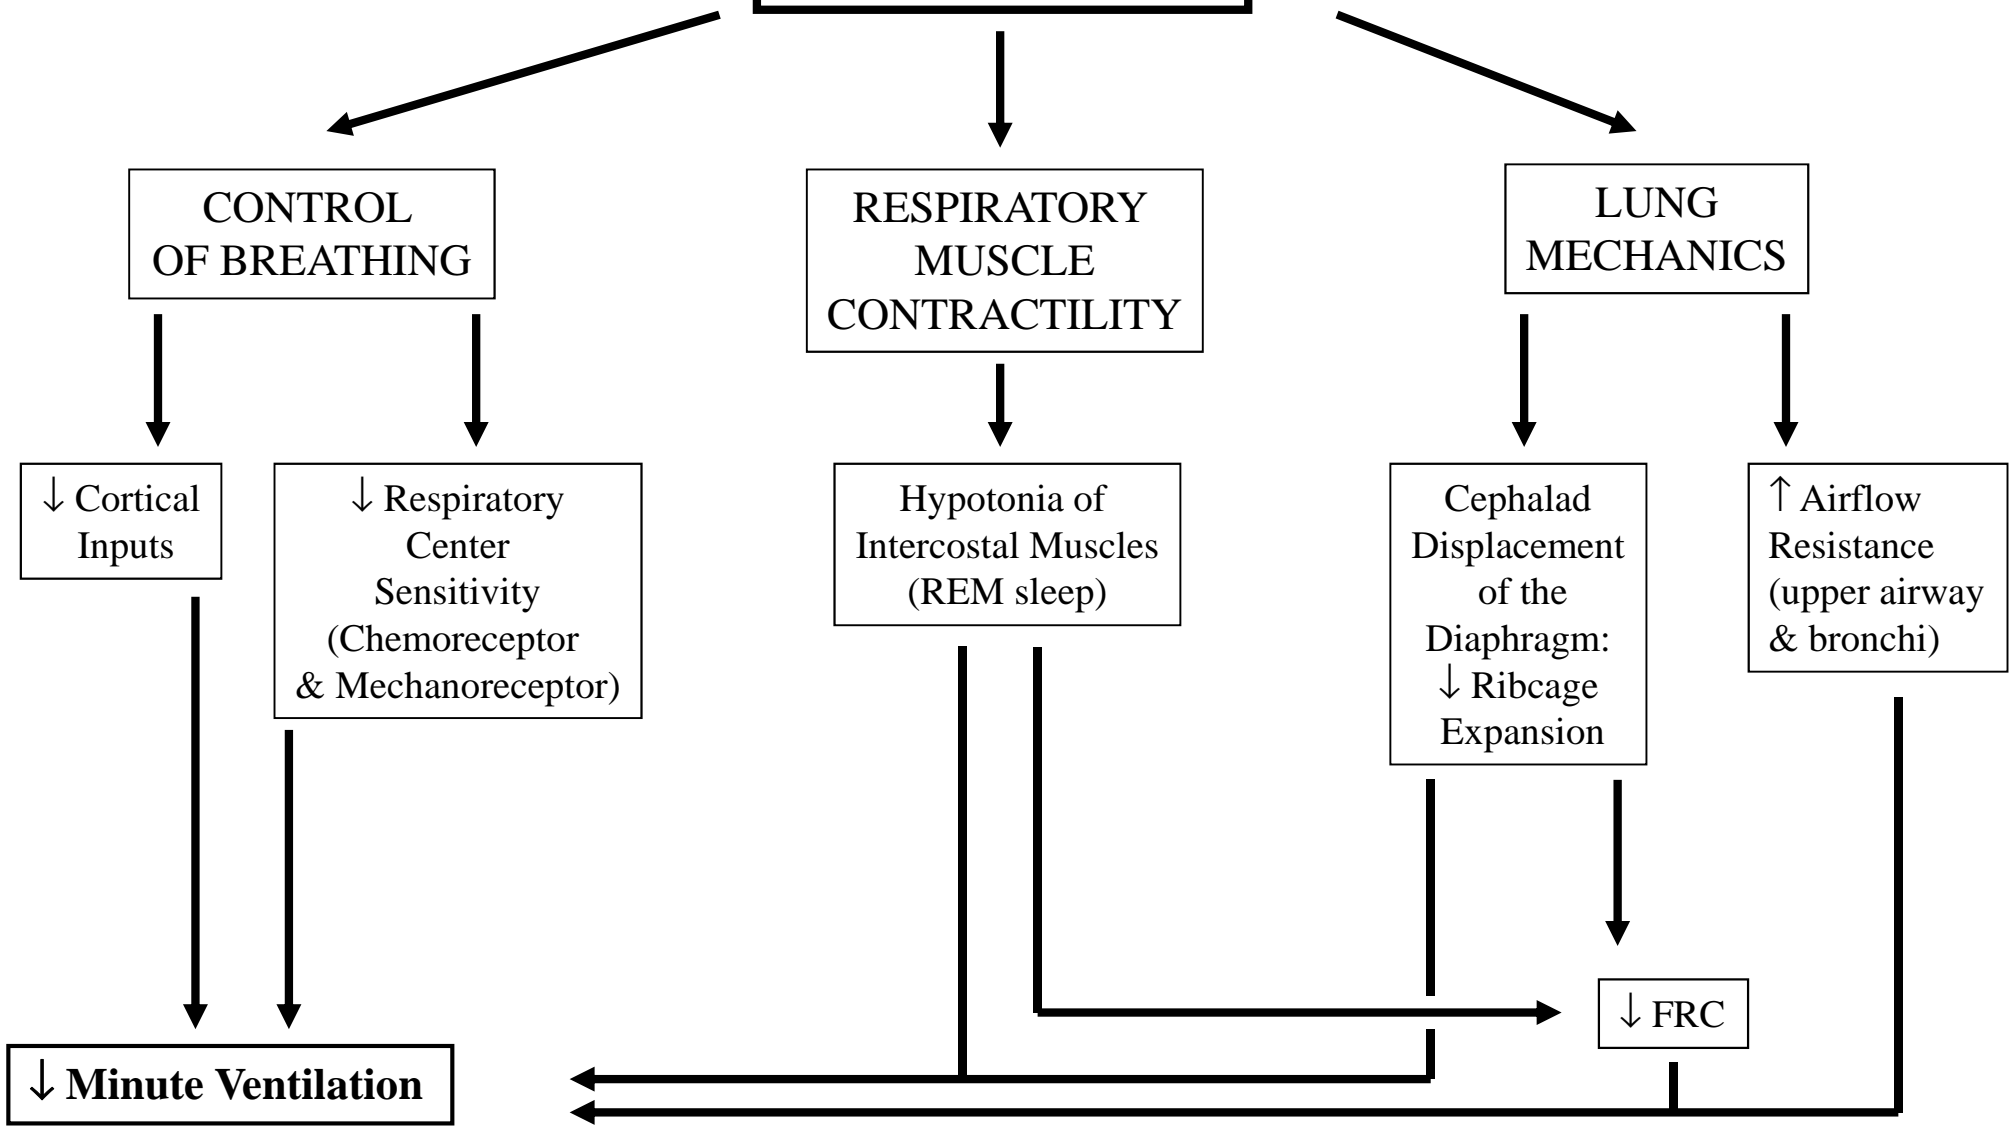 CONTROL
OF BREATHING
RESPIRATORY
MUSCLE
CONTRACTILITY
LUNG
MECHANICS
↓ Cortical
Inputs
↓ Respiratory
Center
Sensitivity
(Chemoreceptor
& Mechanoreceptor)
Hypotonia of
Intercostal Muscles
(REM sleep)
Cephalad
Displacement
of the
Diaphragm:
↓ Ribcage
Expansion
↑ Airflow
Resistance
(upper airway
& bronchi)
↓ FRC
↓ Minute Ventilation